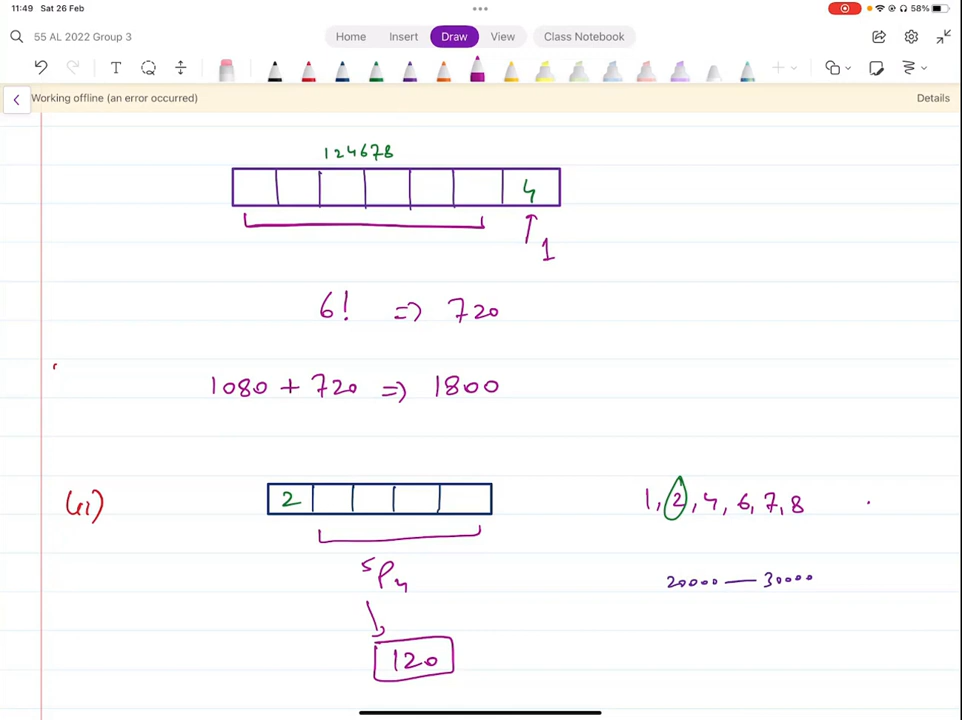 11:49 Sat 26 Feb
58%
55 AL 2022 Group 3
Home Insert Draw View Class Notebook
Working offline (an error occurred) Details
124678
4
1
6! => 720
1080 + 720 => 1800
(ii)
2
1, 2, 4, 6, 7, 8
⁵P₄
20000 — 30000
120